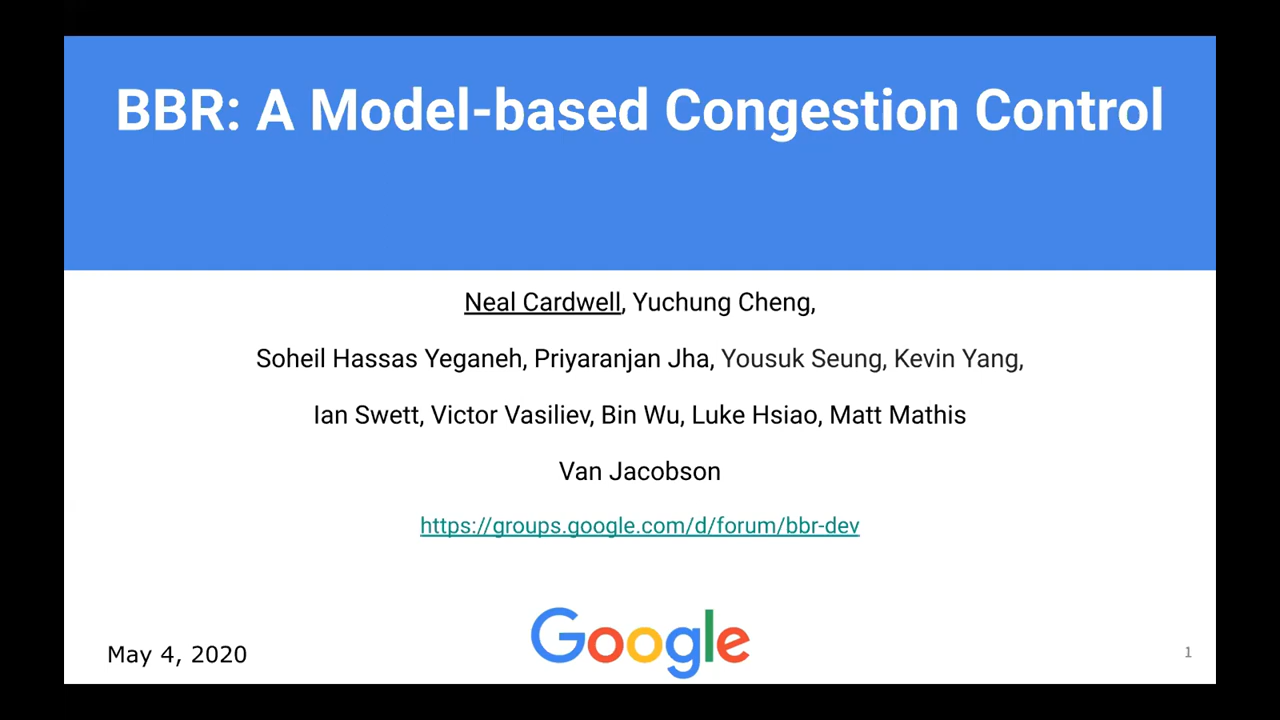 BBR: A Model-based Congestion Control
Neal Cardwell, Yuchung Cheng,
Soheil Hassas Yeganeh, Priyaranjan Jha, Yousuk Seung, Kevin Yang,
Ian Swett, Victor Vasiliev, Bin Wu, Luke Hsiao, Matt Mathis
Van Jacobson
https://groups.google.com/d/forum/bbr-dev
Google
May 4, 2020
1